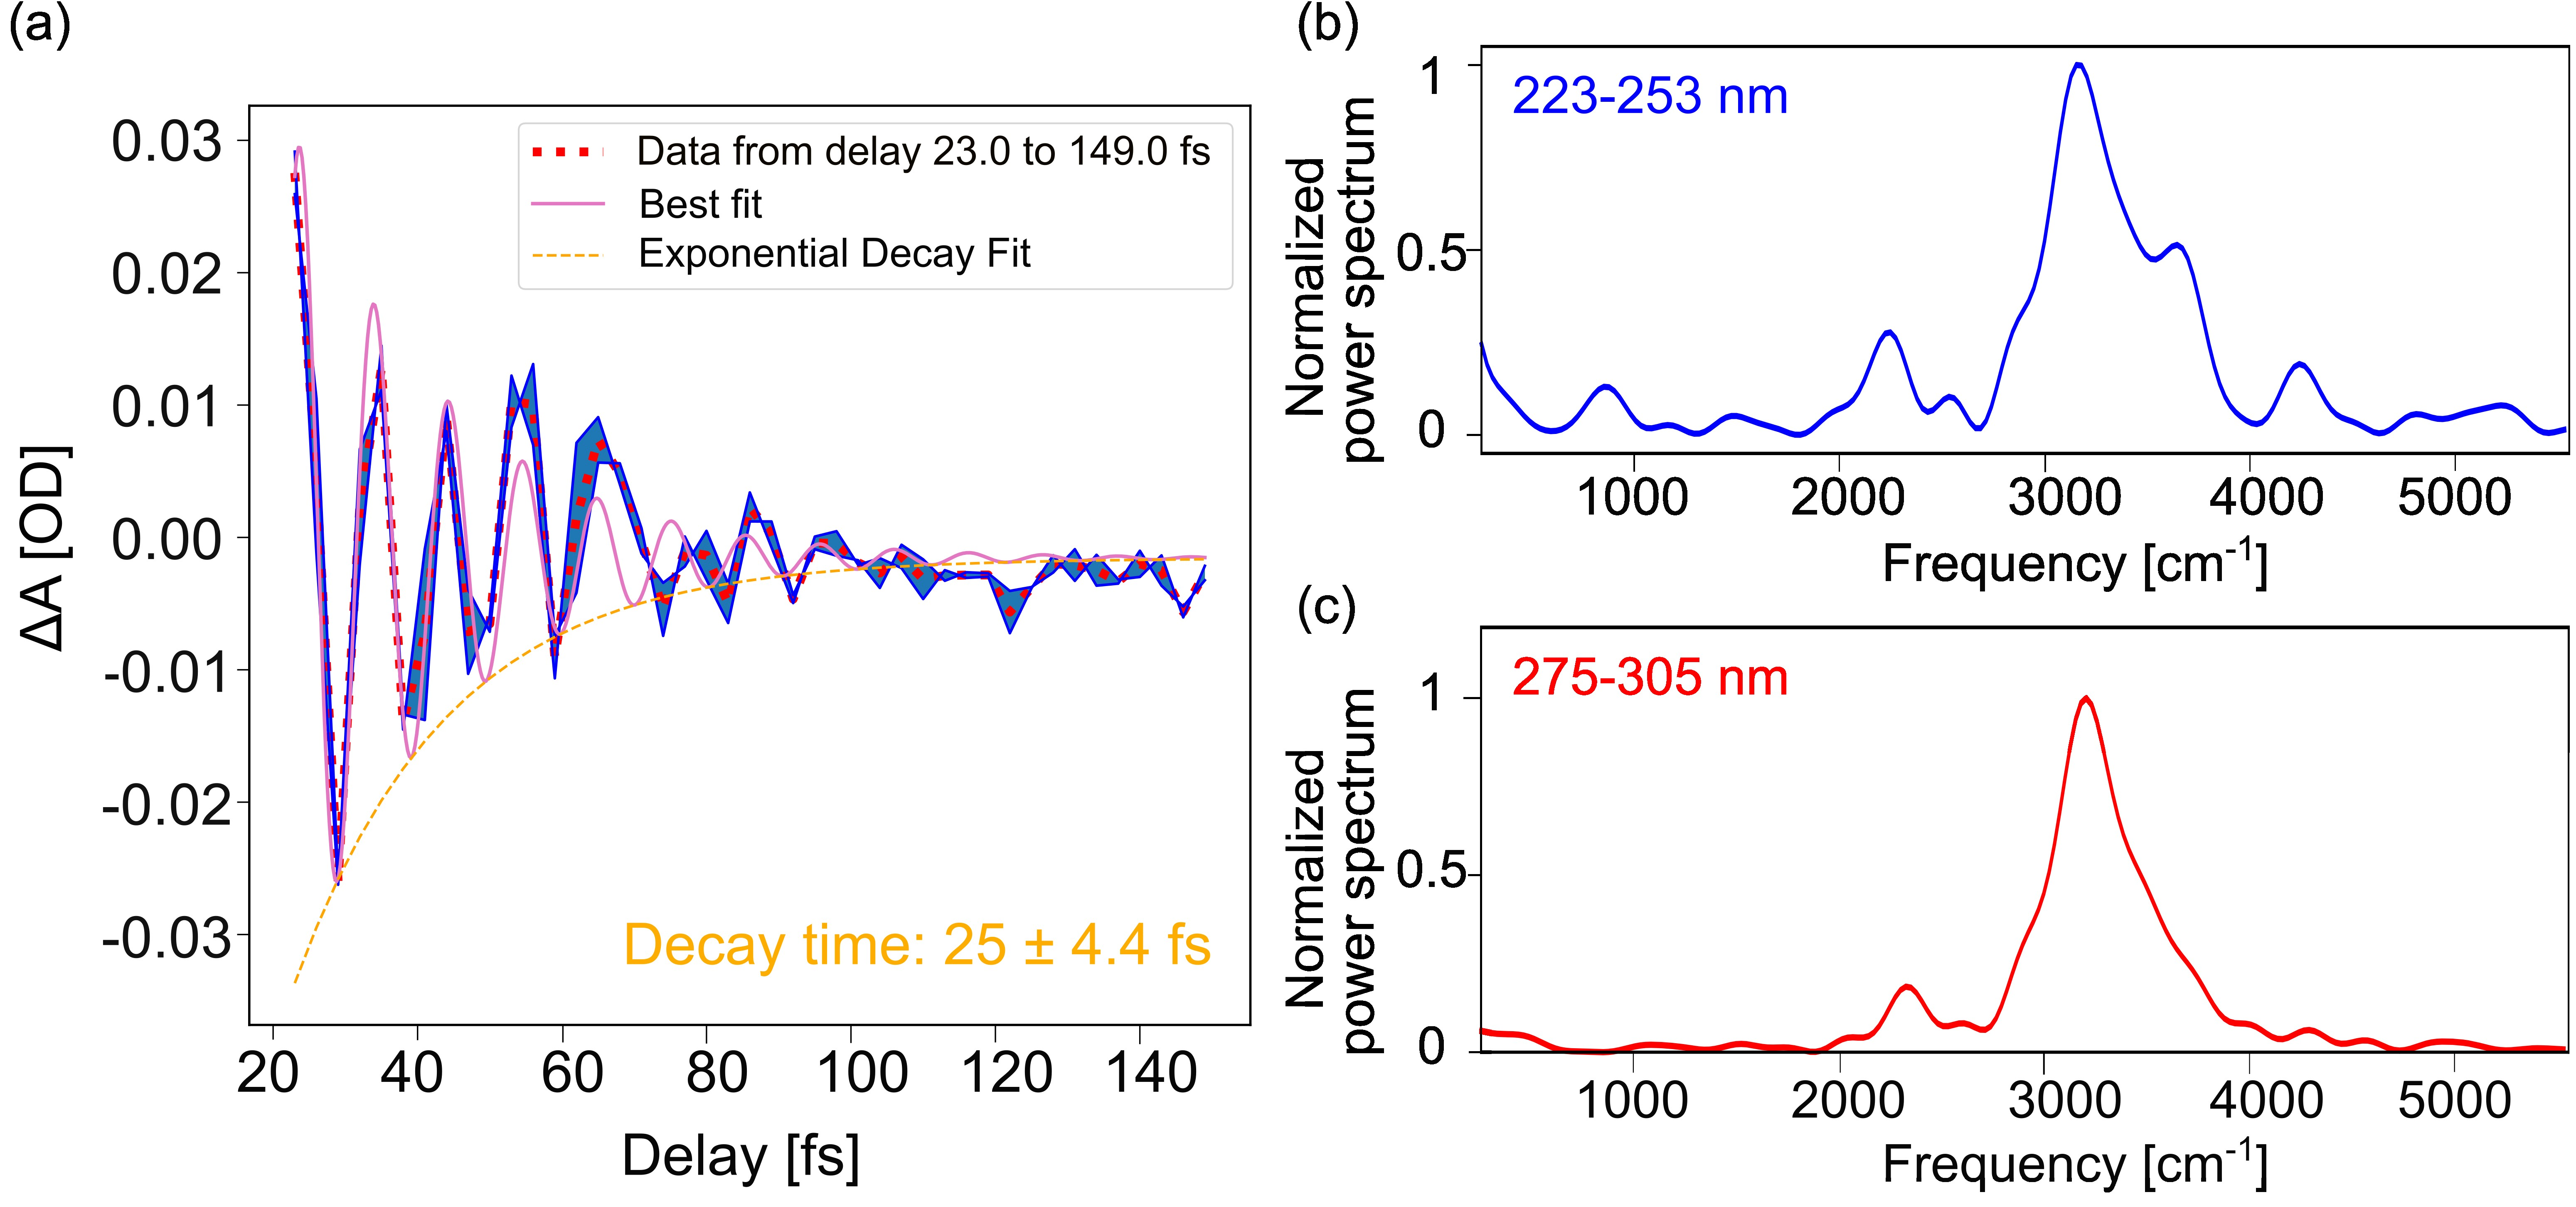 (a)
0.03
0.02
0.01
0.00
-0.01
-0.02
-0.03
ΔA [OD]
Data from delay 23.0 to 149.0 fs
Best fit
Exponential Decay Fit
Decay time: 25 ± 4.4 fs
20 40 60 80 100 120 140
Delay [fs]
(b)
223-253 nm
1
0.5
0
Normalized
power spectrum
1000 2000 3000 4000 5000
Frequency [cm⁻¹]
(c)
275-305 nm
1
0.5
0
Normalized
power spectrum
1000 2000 3000 4000 5000
Frequency [cm⁻¹]